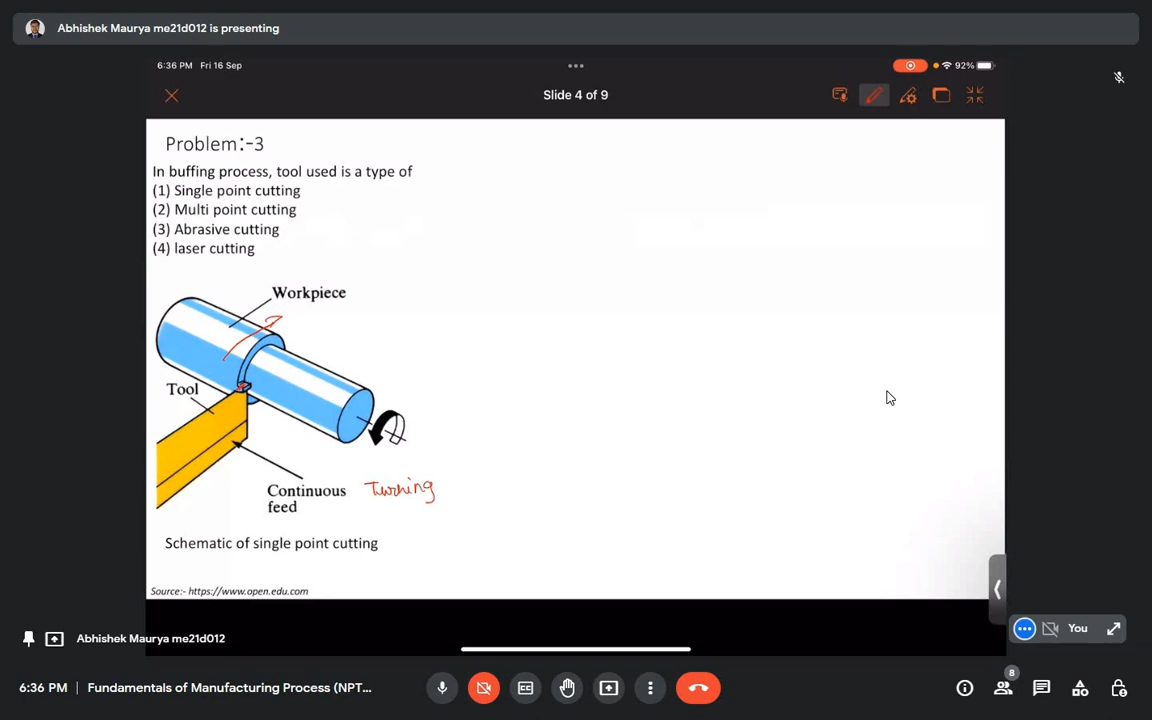 Abhishek Maurya me21d012 is presenting
6:36 PM Fri 16 Sep
92%
Slide 4 of 9
Problem:-3
In buffing process, tool used is a type of
(1) Single point cutting
(2) Multi point cutting
(3) Abrasive cutting
(4) laser cutting
Workpiece
Tool
Continuous
feed
Turning
Schematic of single point cutting
Source:- https://www.open.edu.com
Abhishek Maurya me21d012
You
8
6:36 PM | Fundamentals of Manufacturing Process (NPT...
CC